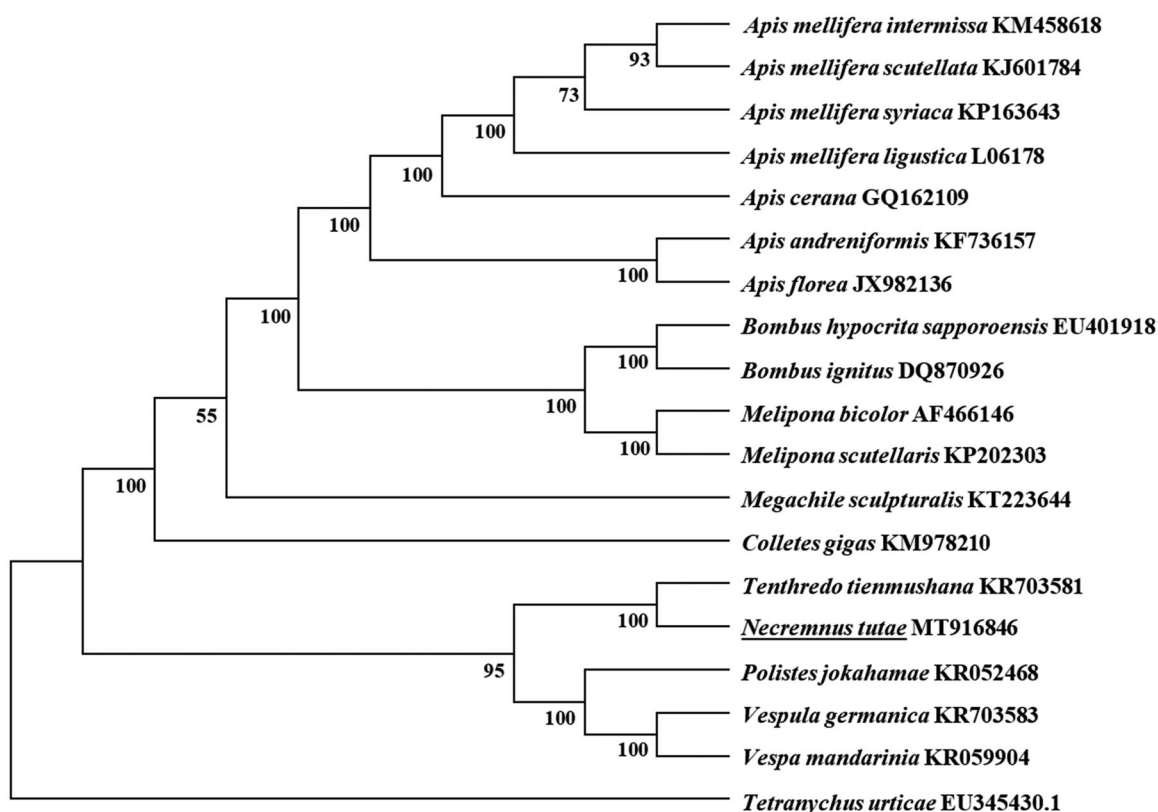 Apis mellifera intermissa KM458618
93
Apis mellifera scutellata KJ601784
73
Apis mellifera syriaca KP163643
100
Apis mellifera ligustica L06178
100
Apis cerana GQ162109
100
Apis andreniformis KF736157
100
Apis florea JX982136
100
Bombus hypocrita sapporoensis EU401918
100
Bombus ignitus DQ870926
100
Melipona bicolor AF466146
55
100
Melipona scutellaris KP202303
100
Megachile sculpturalis KT223644
Colletes gigas KM978210
Tenthredo tienmushana KR703581
100
Necremnus tutae MT916846
95
Polistes jokahamae KR052468
100
Vespula germanica KR703583
100
Vespa mandarinia KR059904
Tetranychus urticae EU345430.1